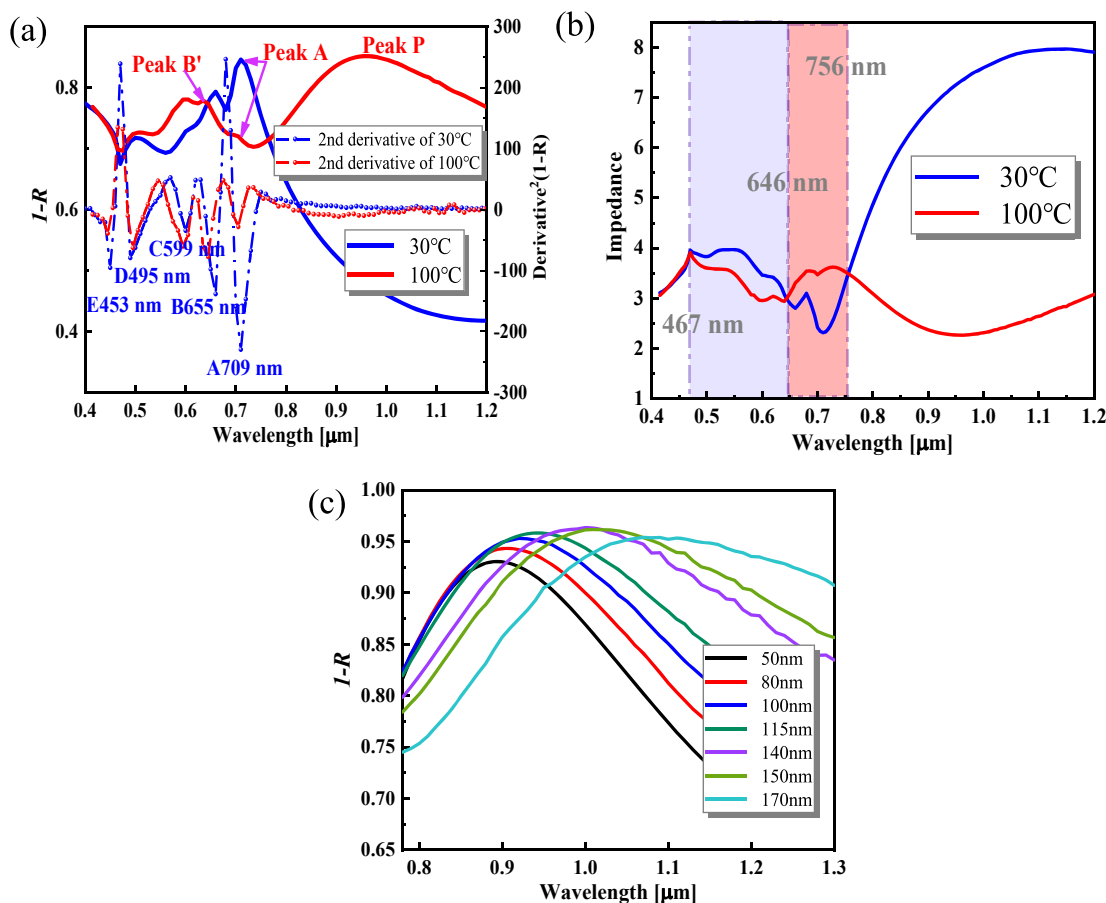 (a)
Peak B'
Peak A
Peak P
2nd derivative of 30℃
2nd derivative of 100℃
C599 nm
D495 nm
E453 nm
B655 nm
A709 nm
30℃
100℃
1-R
0.8
0.6
0.4
300
200
100
0
-100
-200
-300
Derivative²(1-R)
0.4 0.5 0.6 0.7 0.8 0.9 1.0 1.1 1.2
Wavelength [μm]
(b)
756 nm
646 nm
467 nm
30℃
100℃
Impedance
8
7
6
5
4
3
2
1
0.4 0.5 0.6 0.7 0.8 0.9 1.0 1.1 1.2
Wavelength [μm]
(c)
1-R
1.00
0.95
0.90
0.85
0.80
0.75
0.70
0.65
50nm
80nm
100nm
115nm
140nm
150nm
170nm
0.8 0.9 1.0 1.1 1.2 1.3
Wavelength [μm]